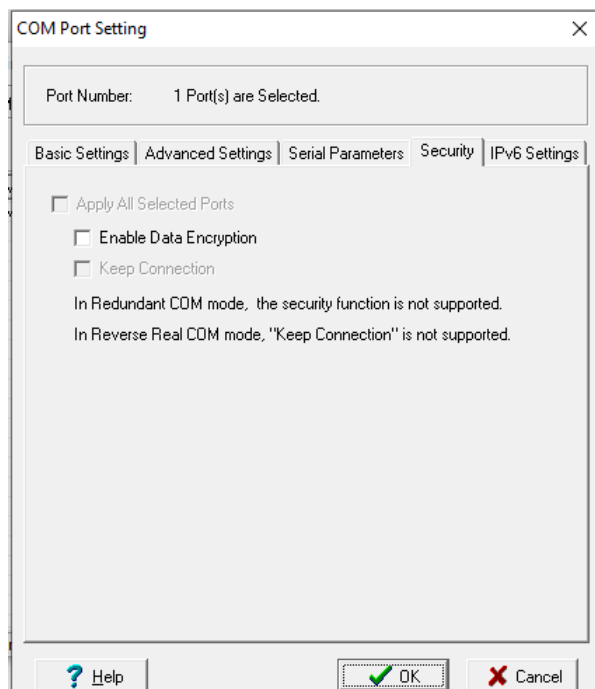 COM Port Setting
Port Number: 1 Port(s) are Selected.
Basic Settings Advanced Settings Serial Parameters Security IPv6 Settings
Apply All Selected Ports
Enable Data Encryption
Keep Connection
In Redundant COM mode, the security function is not supported.
In Reverse Real COM mode, "Keep Connection" is not supported.
? Help OK Cancel